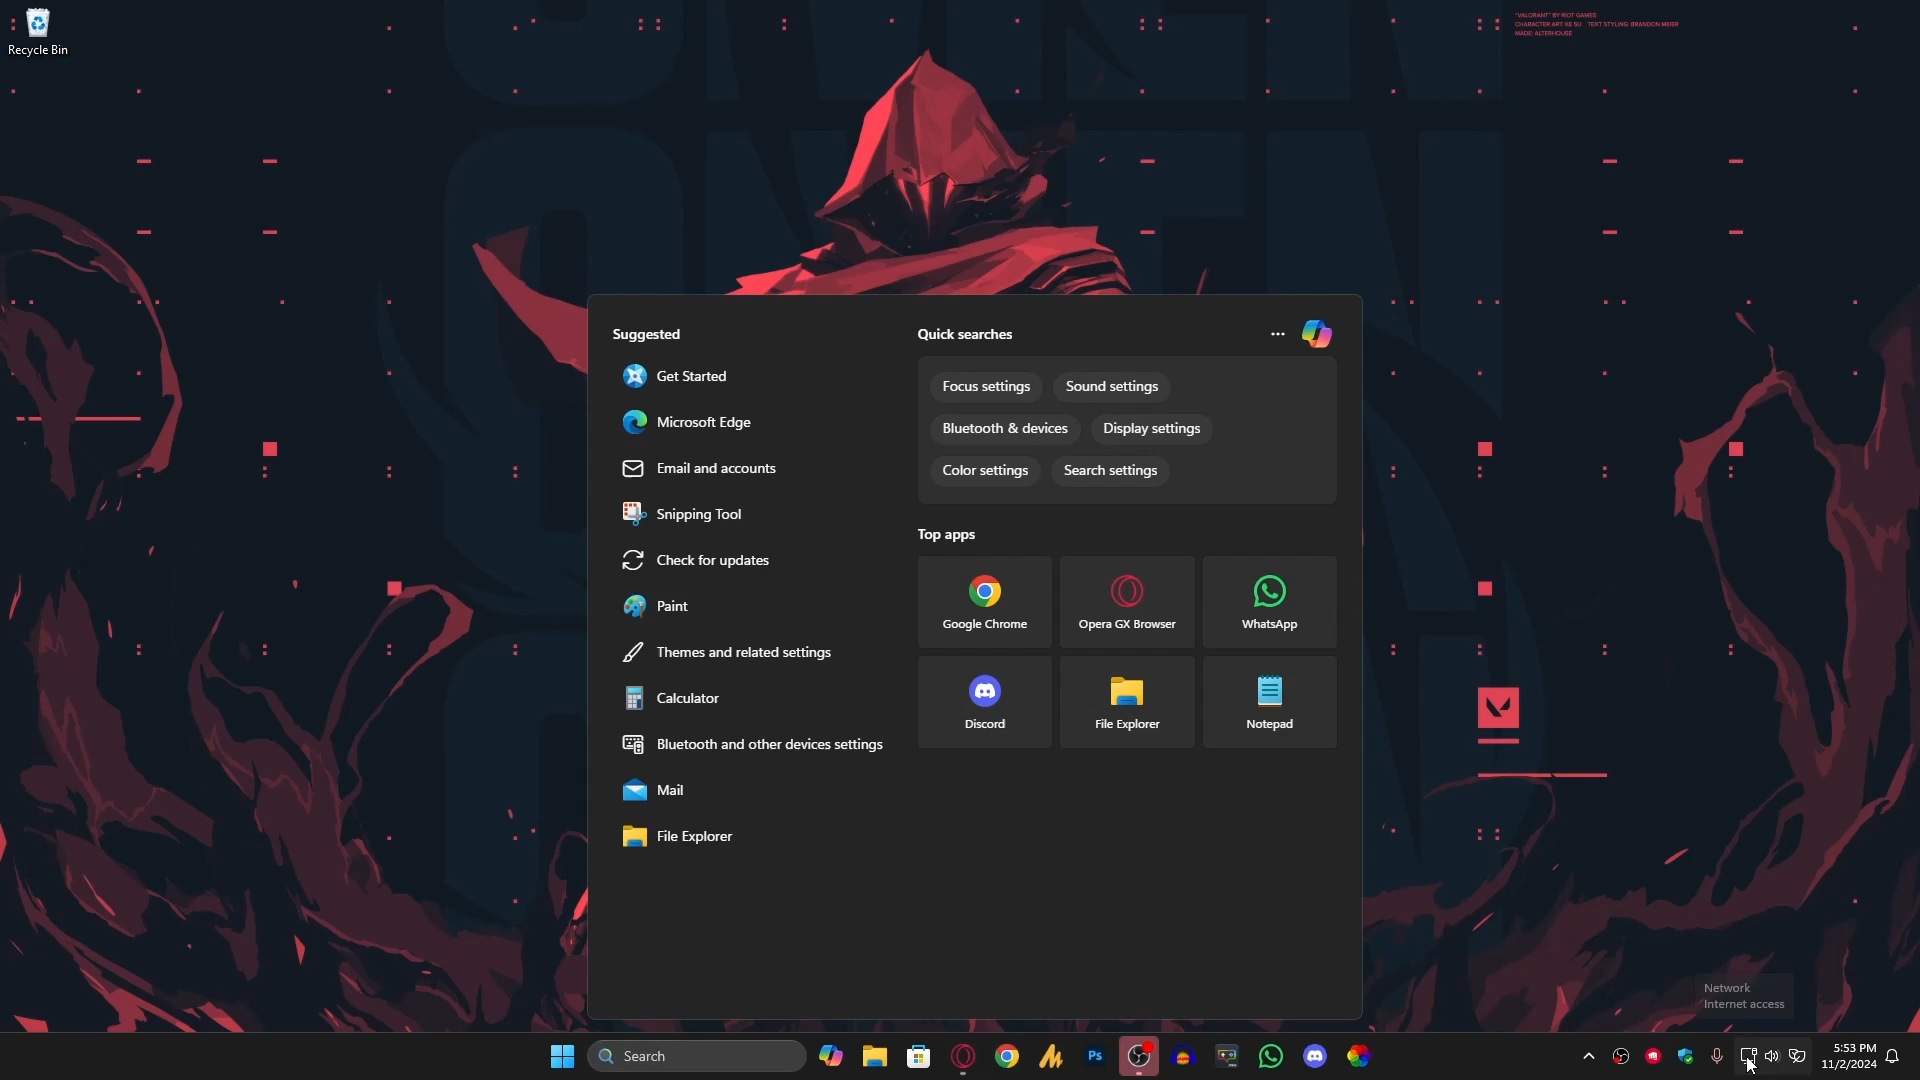 Recycle Bin
"VALORANT" BY RIOT GAMES
CHARACTER ART: KE SU TEXT STYLING: BRANDON MEIER
MADE: ALTERHOUSE
Suggested
Get Started
Microsoft Edge
Email and accounts
Snipping Tool
Check for updates
Paint
Themes and related settings
Calculator
Bluetooth and other devices settings
Mail
File Explorer
Quick searches
Focus settings
Sound settings
Bluetooth & devices
Display settings
Color settings
Search settings
Top apps
Google Chrome
Opera GX Browser
WhatsApp
Discord
File Explorer
Notepad
Network
Internet access
Search
Ps
5:53 PM
11/2/2024